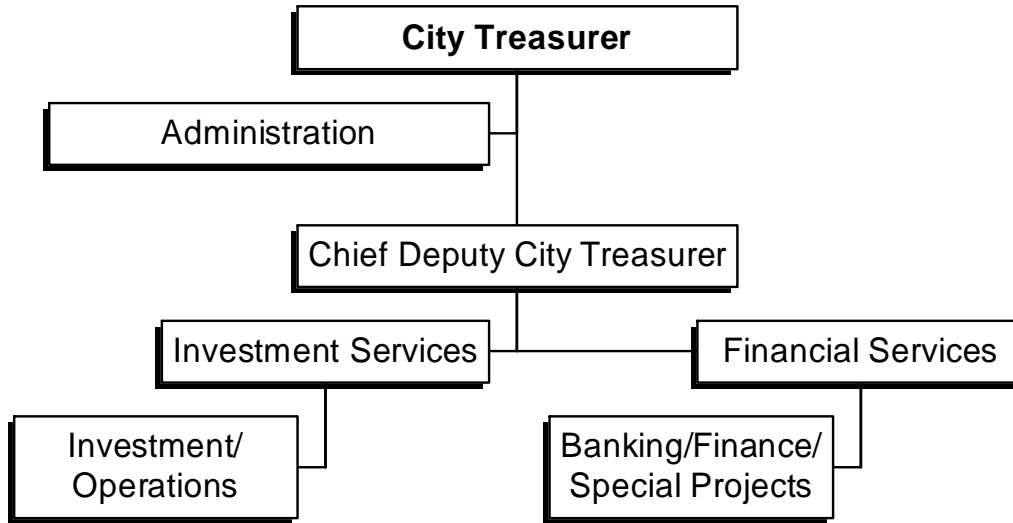 City Treasurer
Administration
Chief Deputy City Treasurer
Investment Services
Financial Services
Investment/
Operations
Banking/Finance/
Special Projects